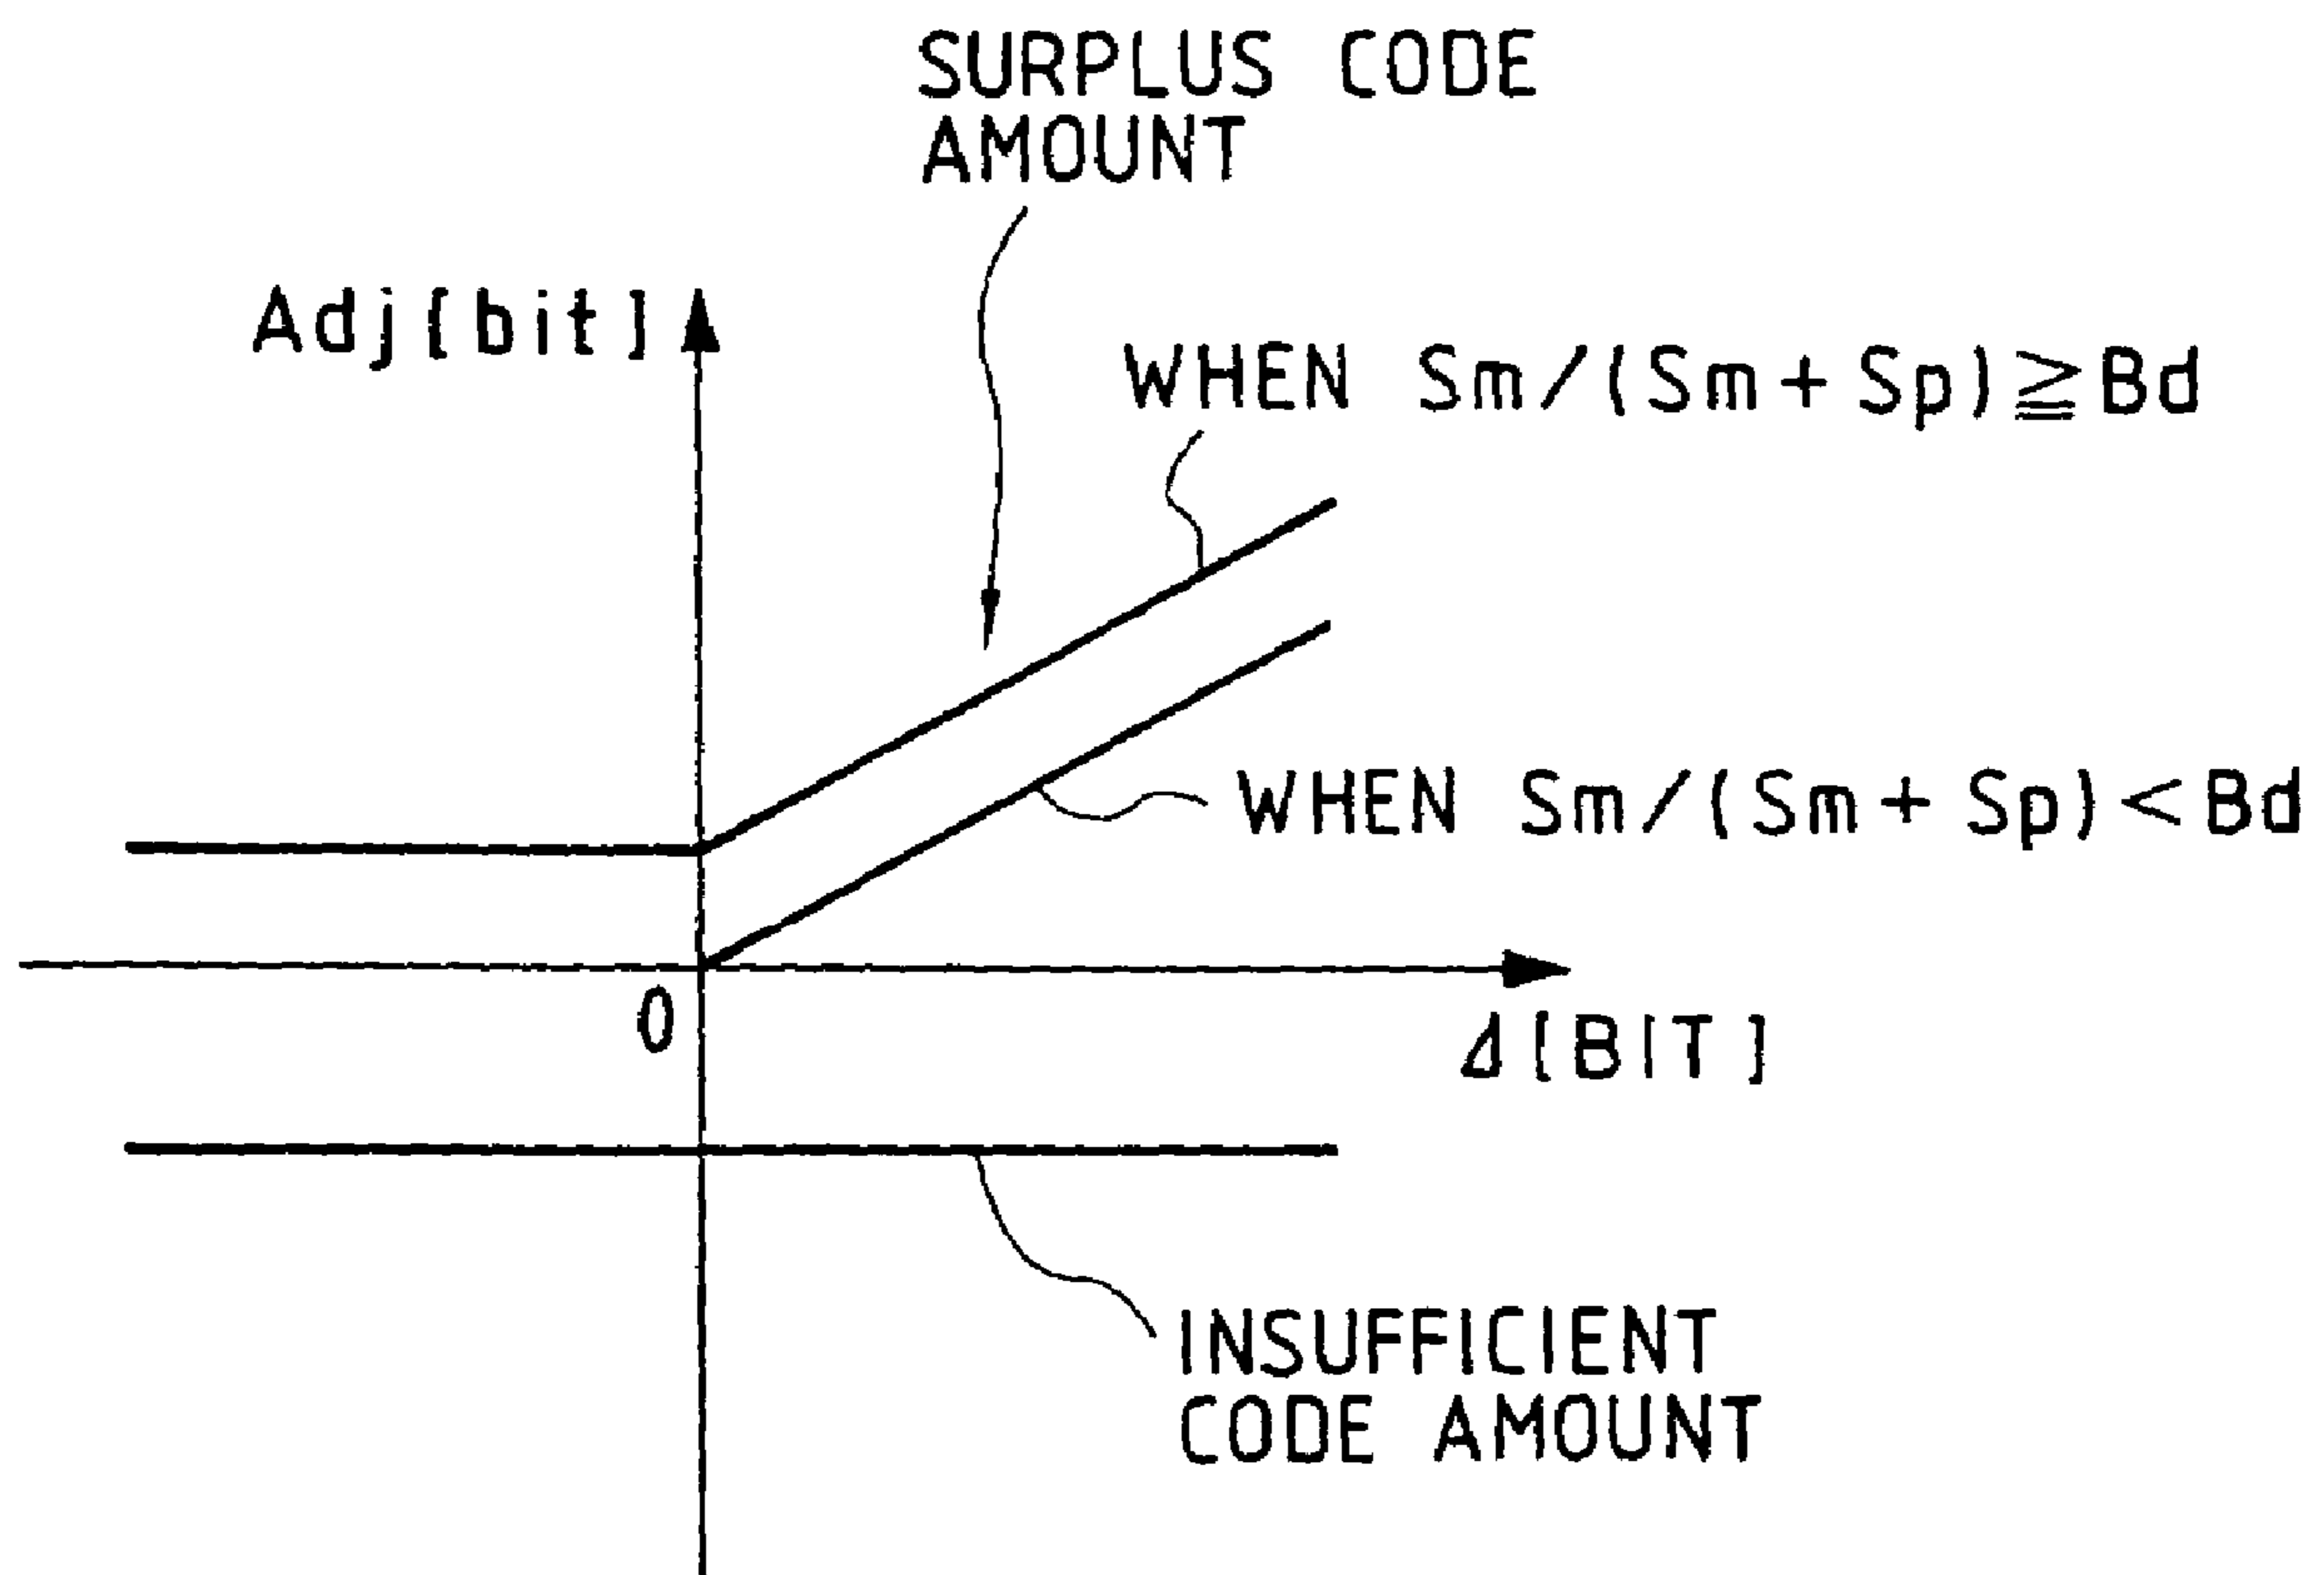 SURPLUS CODE
AMOUNT
Adj[bit]
WHEN Sm/(Sm+Sp)≧Bd
WHEN Sm/(Sm+Sp)<Bd
0
Δ[BIT]
INSUFFICIENT
CODE AMOUNT